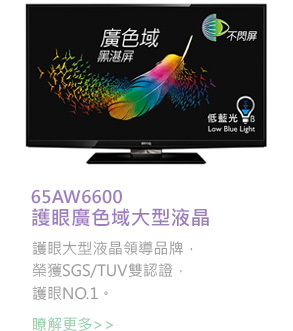 廣色域
黑湛屏
不閃屏
低藍光
Low Blue Light
BenQ
65AW6600
護眼廣色域大型液晶
護眼大型液晶領導品牌，
榮獲SGS/TUV雙認證，
護眼NO.1。
瞭解更多>>